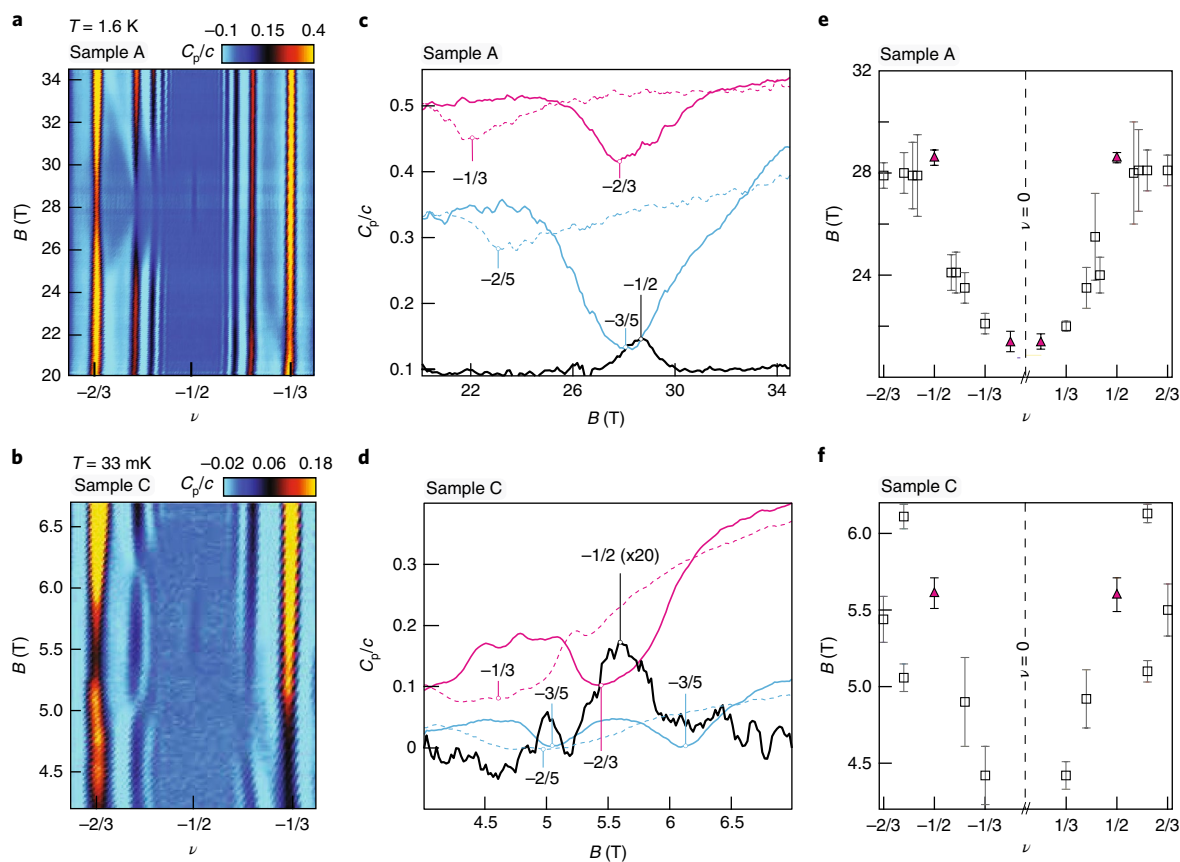 a
T = 1.6 K
Sample A
Cp/c
−0.1 0.15 0.4
B (T)
34
32
30
28
26
24
22
20
−2/3 −1/2 −1/3
ν
c
Sample A
Cp/c
0.5
0.4
0.3
0.2
0.1
−1/3
−2/3
−2/5
−1/2
−3/5
22 26 30 34
B (T)
e
Sample A
B (T)
32
28
24
ν = 0
−2/3 −1/2 −1/3 1/3 1/2 2/3
ν
b
T = 33 mK
Sample C
Cp/c
−0.02 0.06 0.18
B (T)
6.5
6.0
5.5
5.0
4.5
−2/3 −1/2 −1/3
ν
d
Sample C
Cp/c
0.3
0.2
0.1
0
−1/2 (x20)
−1/3
−3/5
−3/5
−2/5
−2/3
4.5 5 5.5 6 6.5
B (T)
f
Sample C
B (T)
6.0
5.5
5.0
4.5
ν = 0
−2/3 −1/2 −1/3 1/3 1/2 2/3
ν